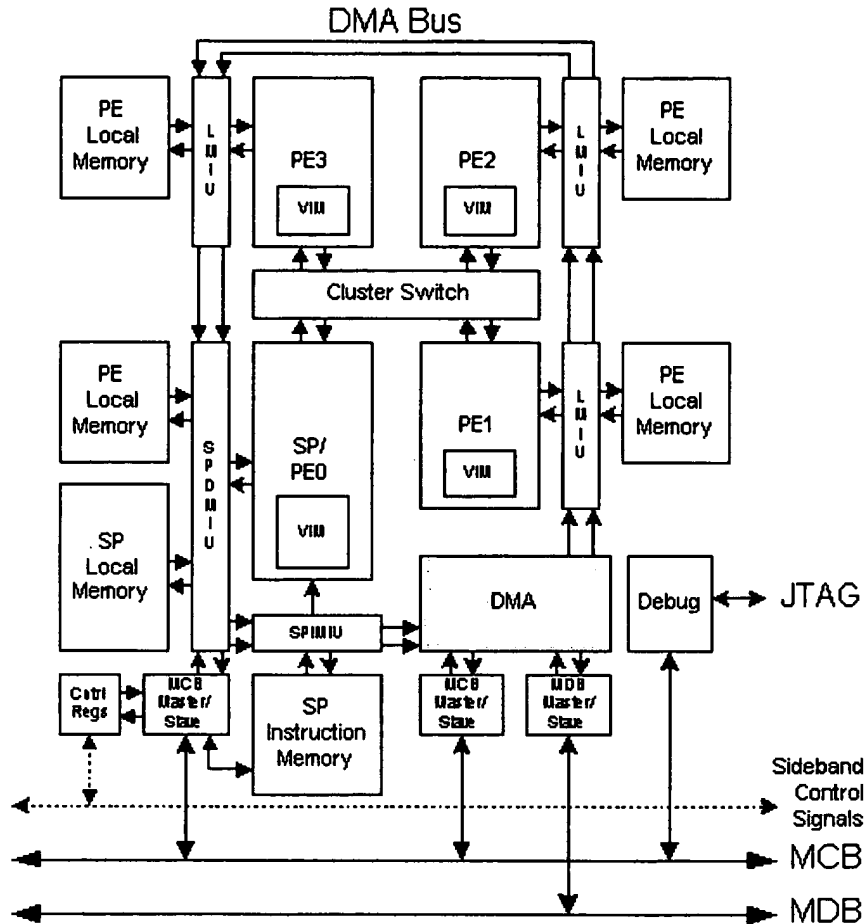 DMA Bus
PE
Local
Memory
LMIU
PE3
VIM
PE2
VIM
LMIU
PE
Local
Memory
Cluster Switch
PE
Local
Memory
SPDMIU
SP/
PE0
VIM
PE1
VIM
LMIU
PE
Local
Memory
SP
Local
Memory
SPIMIU
DMA
Debug
JTAG
Cntrl
Regs
MCB
Master/
Slave
SP
Instruction
Memory
MCB
Master/
Slave
MDB
Master/
Slave
Sideband
Control
Signals
MCB
MDB